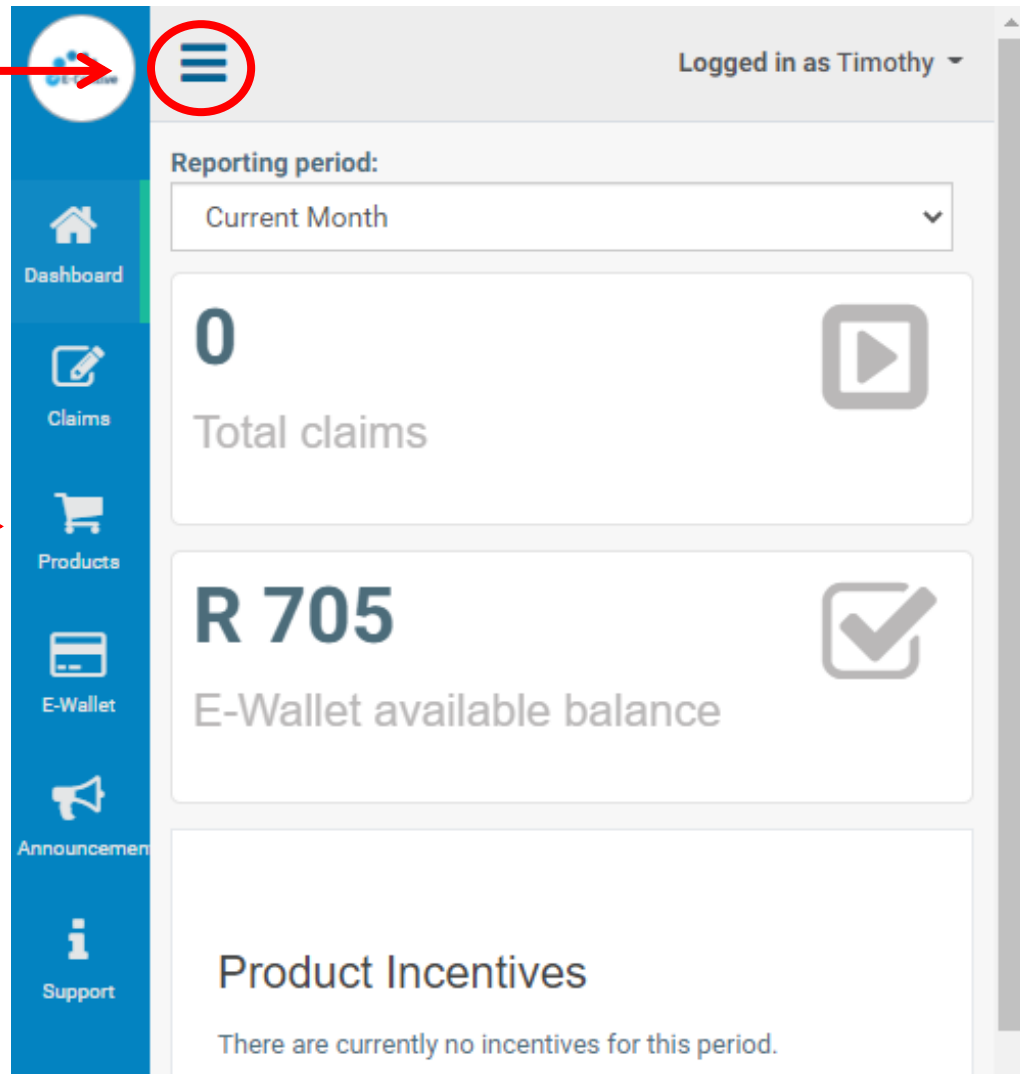 Logged in as Timothy
Reporting period:
Current Month
Dashboard
0
Total claims
Claims
Products
R 705
E-Wallet available balance
E-Wallet
Announcemen
Support
Product Incentives
There are currently no incentives for this period.